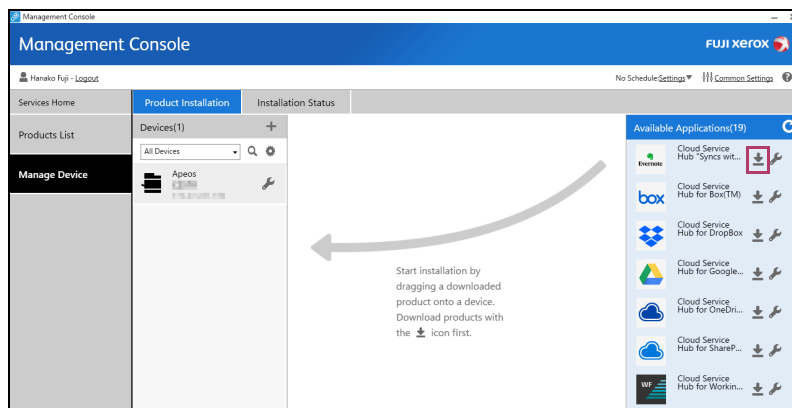 Management Console
Management Console
FUJI XEROX
Hanako Fuji - Logout
No Schedule:Settings▼ Common Settings
Services Home
Product Installation
Installation Status
Products List
Manage Device
Devices(1)
All Devices
Apeos
Start installation by
dragging a downloaded
product onto a device.
Download products with
the icon first.
Available Applications(19)
Evernote
Cloud Service
Hub "Syncs wit...
box
Cloud Service
Hub for Box(TM)
Cloud Service
Hub for DropBox
Cloud Service
Hub for Google...
Cloud Service
Hub for OneDri...
Cloud Service
Hub for ShareP...
WF
Cloud Service
Hub for Workin...